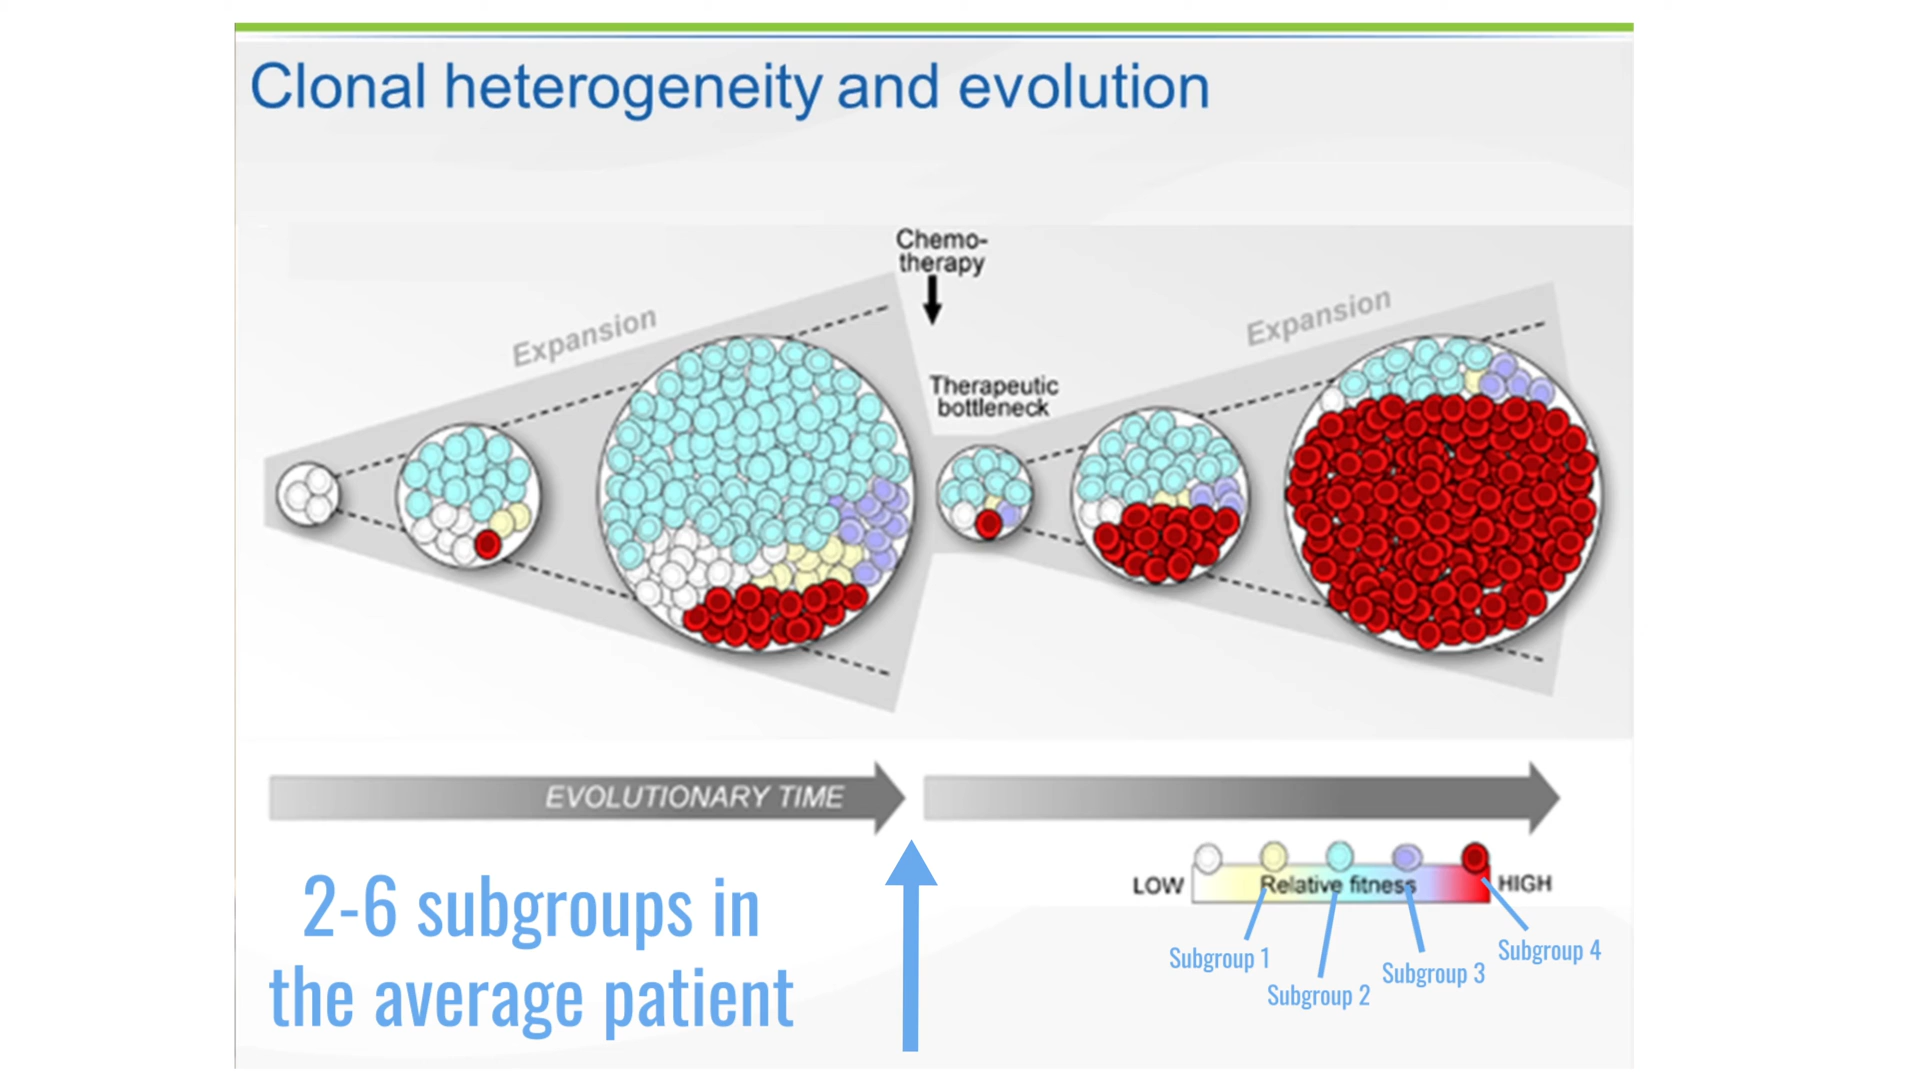 Clonal heterogeneity and evolution
Chemo-
therapy
Expansion
Expansion
Therapeutic
bottleneck
EVOLUTIONARY TIME
2-6 subgroups in
the average patient
LOW
Relative fitness
HIGH
Subgroup 1
Subgroup 2
Subgroup 3
Subgroup 4